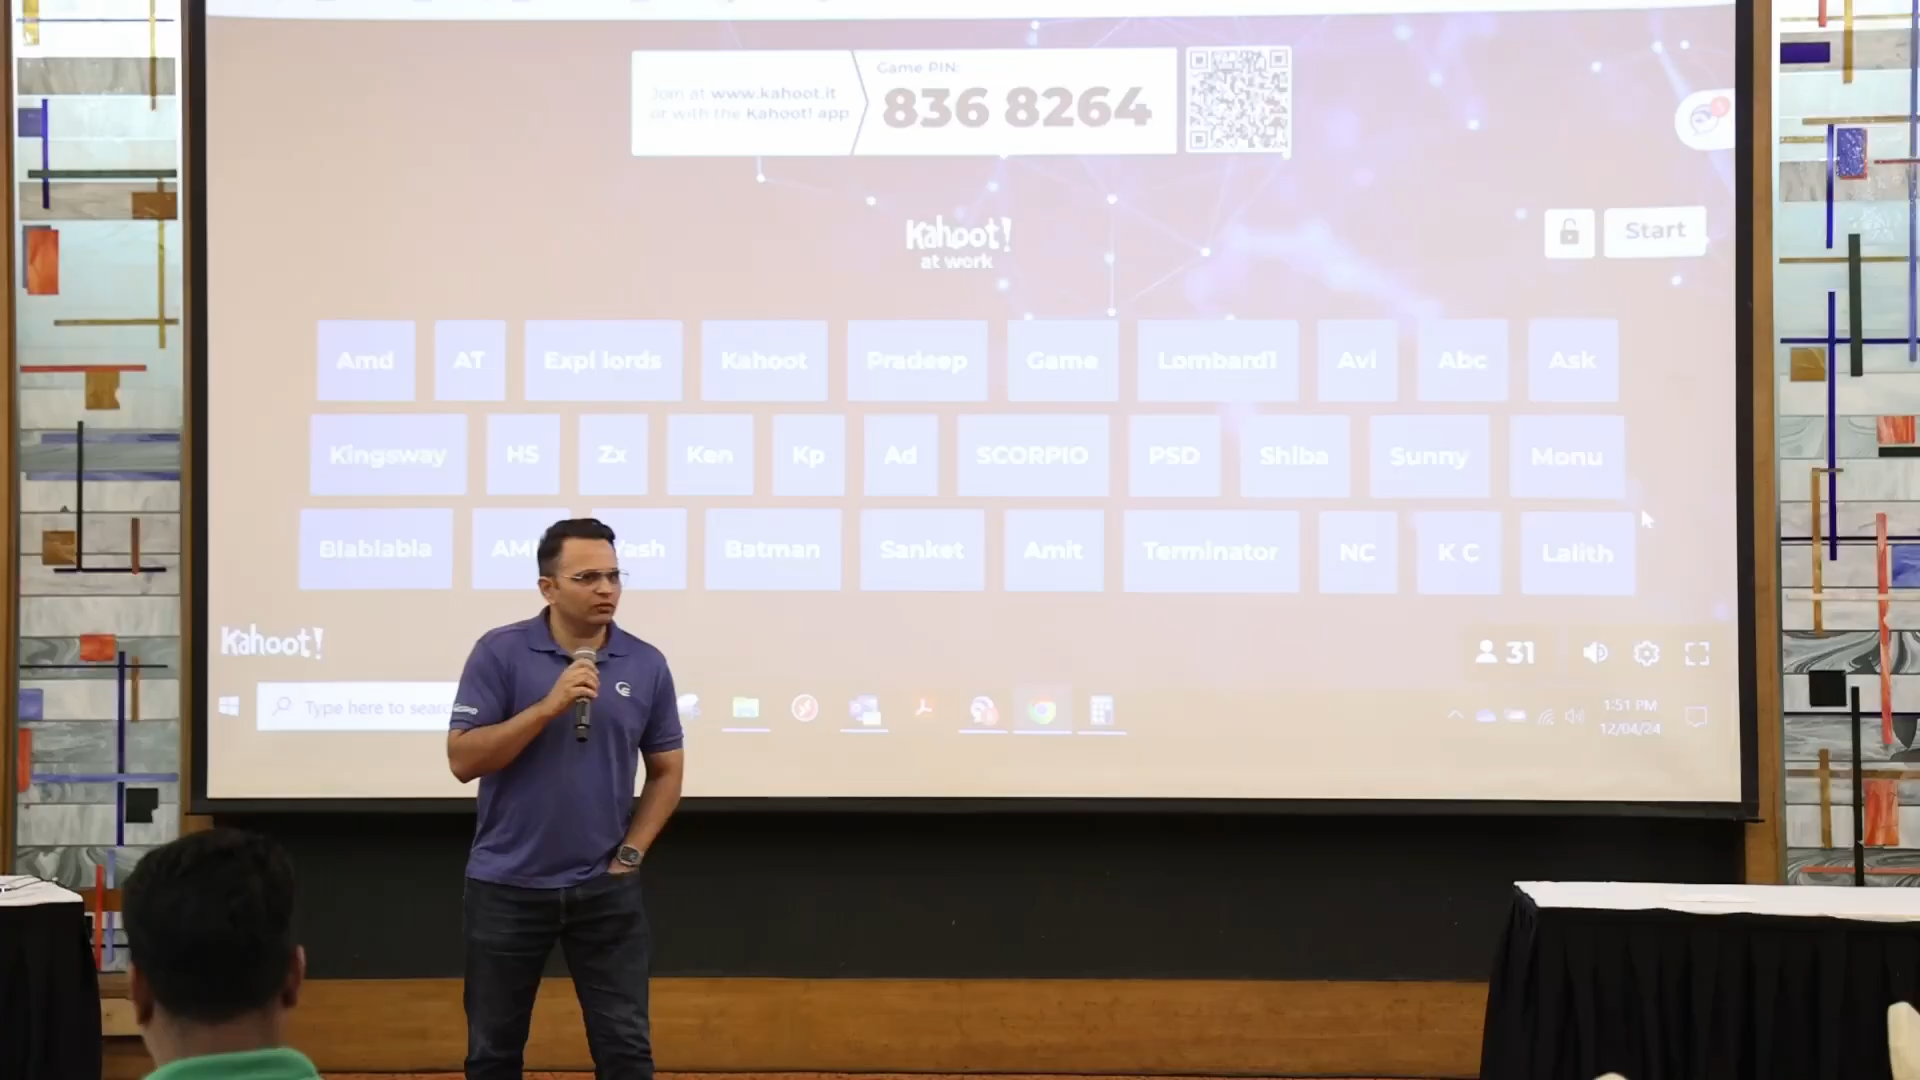 Join at www.kahoot.it
or with the Kahoot! app
Game PIN:
836 8264
Kahoot!
at work
Start
Amd AT Expl lords Kahoot Pradeep Game Lombard1 Avi Abc Ask
Kingsway HS Zx Ken Kp Ad SCORPIO PSD Shiba Sunny Monu
Blablabla Batman Sanket Amit Terminator NC K C Lalith
Kahoot!
31
Type here to searc
1:51 PM
12/04/24